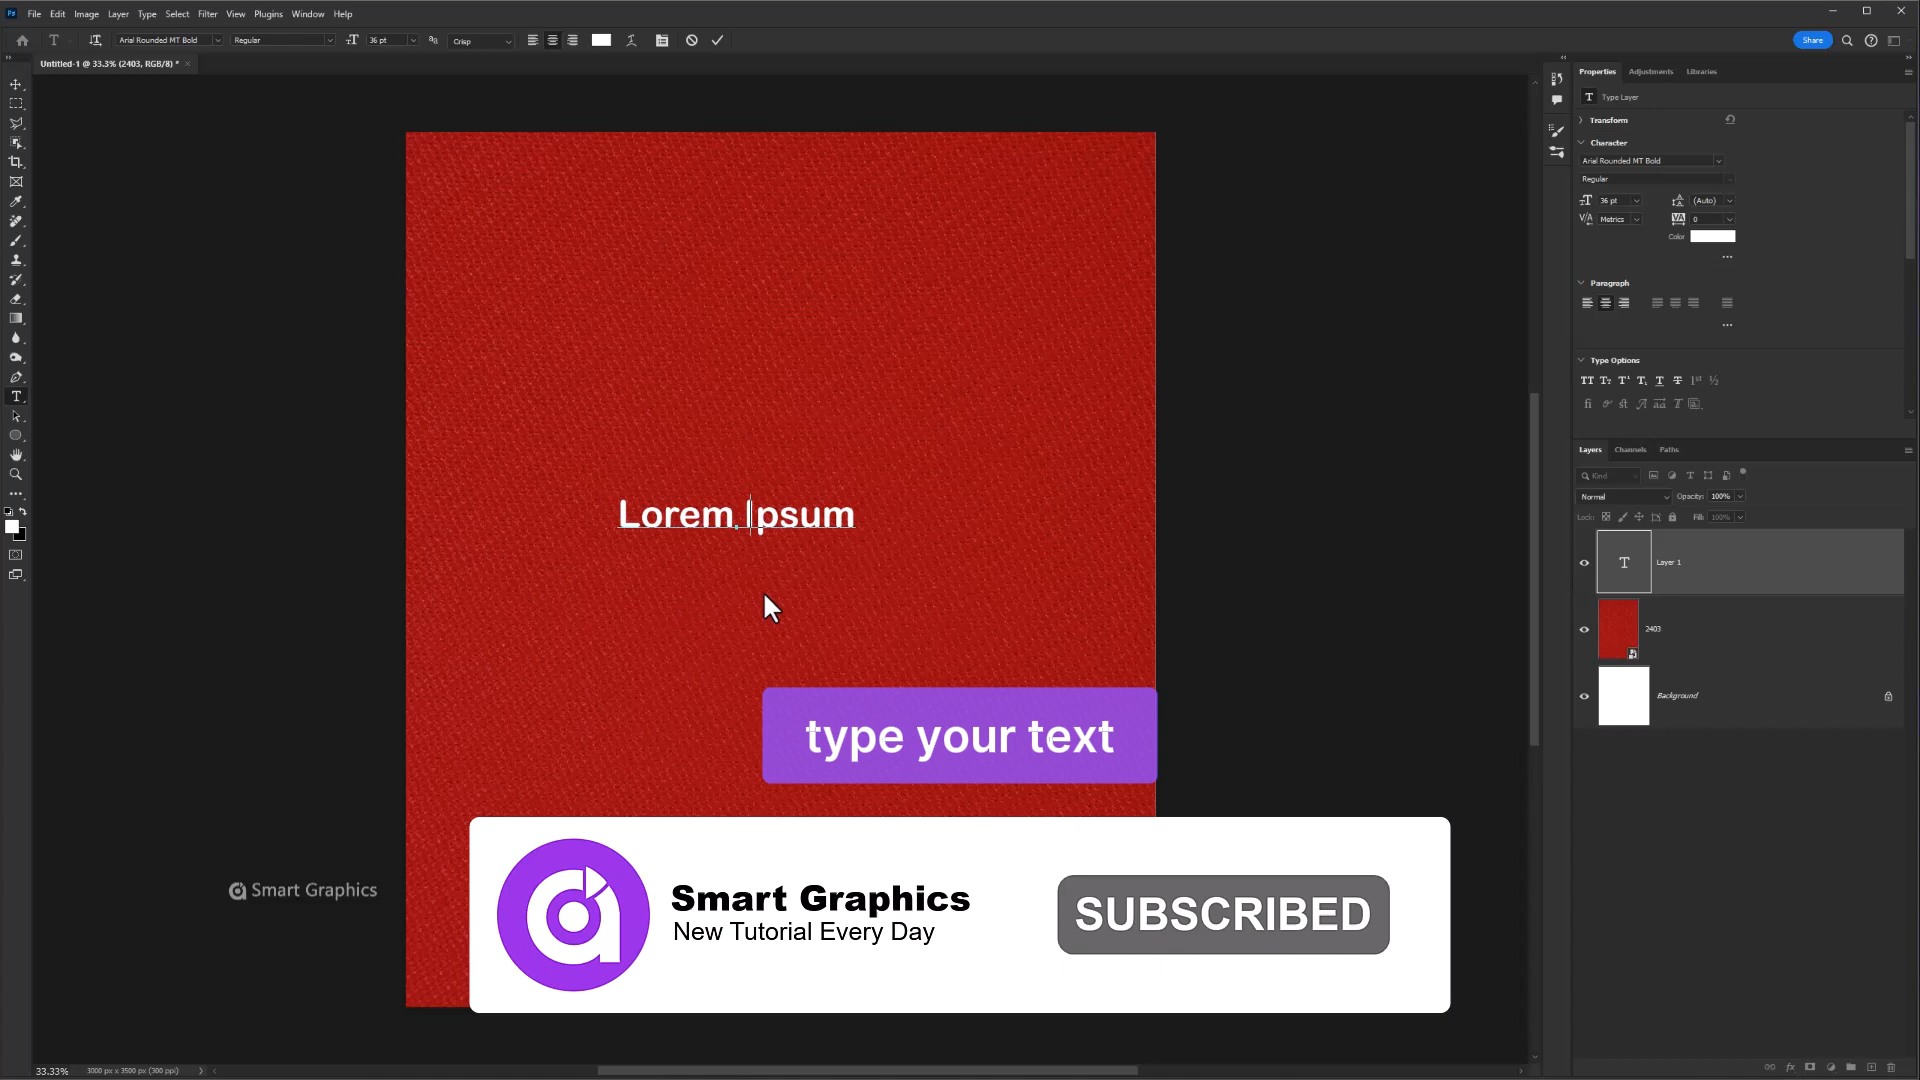 File Edit Image Layer Type Select Filter View Plugins Window Help
Arial Rounded MT Bold Regular 36 pt Crisp Share
Untitled-1 @ 33.3% (2403, RGB/8) * ×
Properties Adjustments Libraries
Type Layer
Transform
Character
Arial Rounded MT Bold
Regular
36 pt (Auto)
Metrics 0
Color
Paragraph
Type Options
Layers Channels Paths
Kind
Normal Opacity: 100%
Lock: Fill: 100%
Layer 1
2403
Background
Lorem Ipsum
type your text
Smart Graphics
Smart Graphics
New Tutorial Every Day
SUBSCRIBED
33.33% 3000 px x 3500 px (300 ppi)